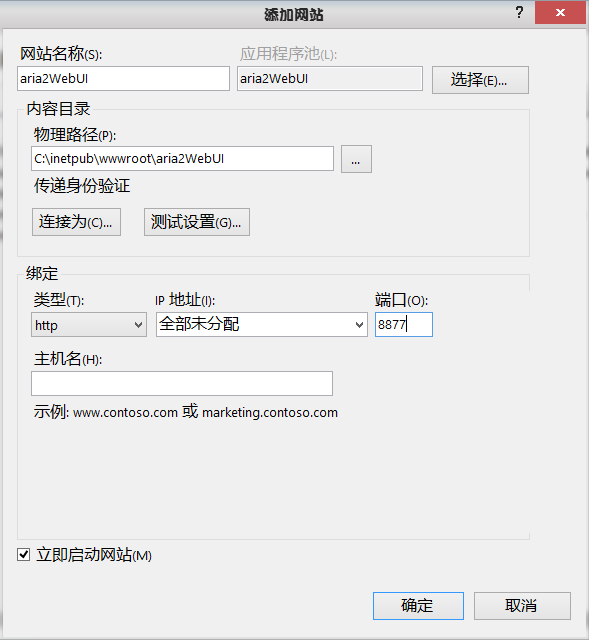 添加网站
? ×
网站名称(S): 应用程序池(L):
aria2WebUI aria2WebUI 选择(E)...
内容目录
物理路径(P):
C:\inetpub\wwwroot\aria2WebUI ...
传递身份验证
连接为(C)... 测试设置(G)...
绑定
类型(T): IP 地址(I): 端口(O):
http 全部未分配 8877
主机名(H):
示例: www.contoso.com 或 marketing.contoso.com
立即启动网站(M)
确定 取消